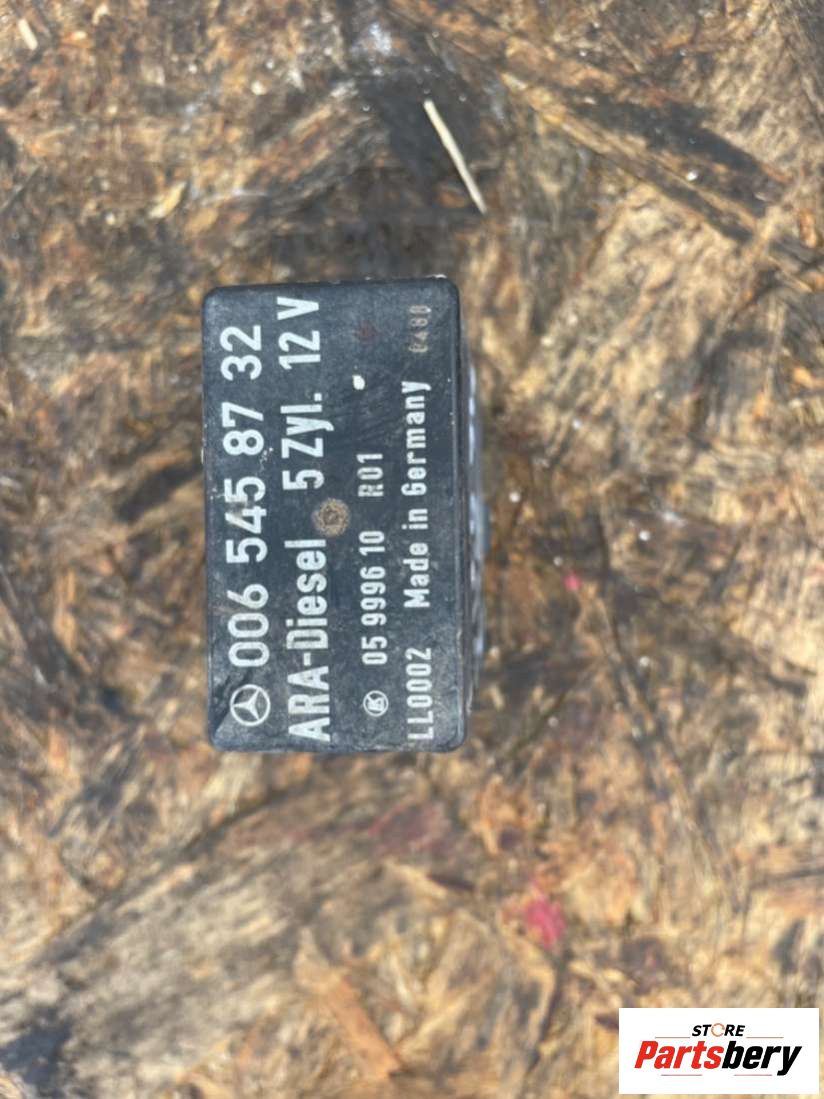 006 545 87 32
ARA-Diesel 5 Zyl. 12 V
05 9996 10 R01
LL0002 Made in Germany
STORE
Partsbery